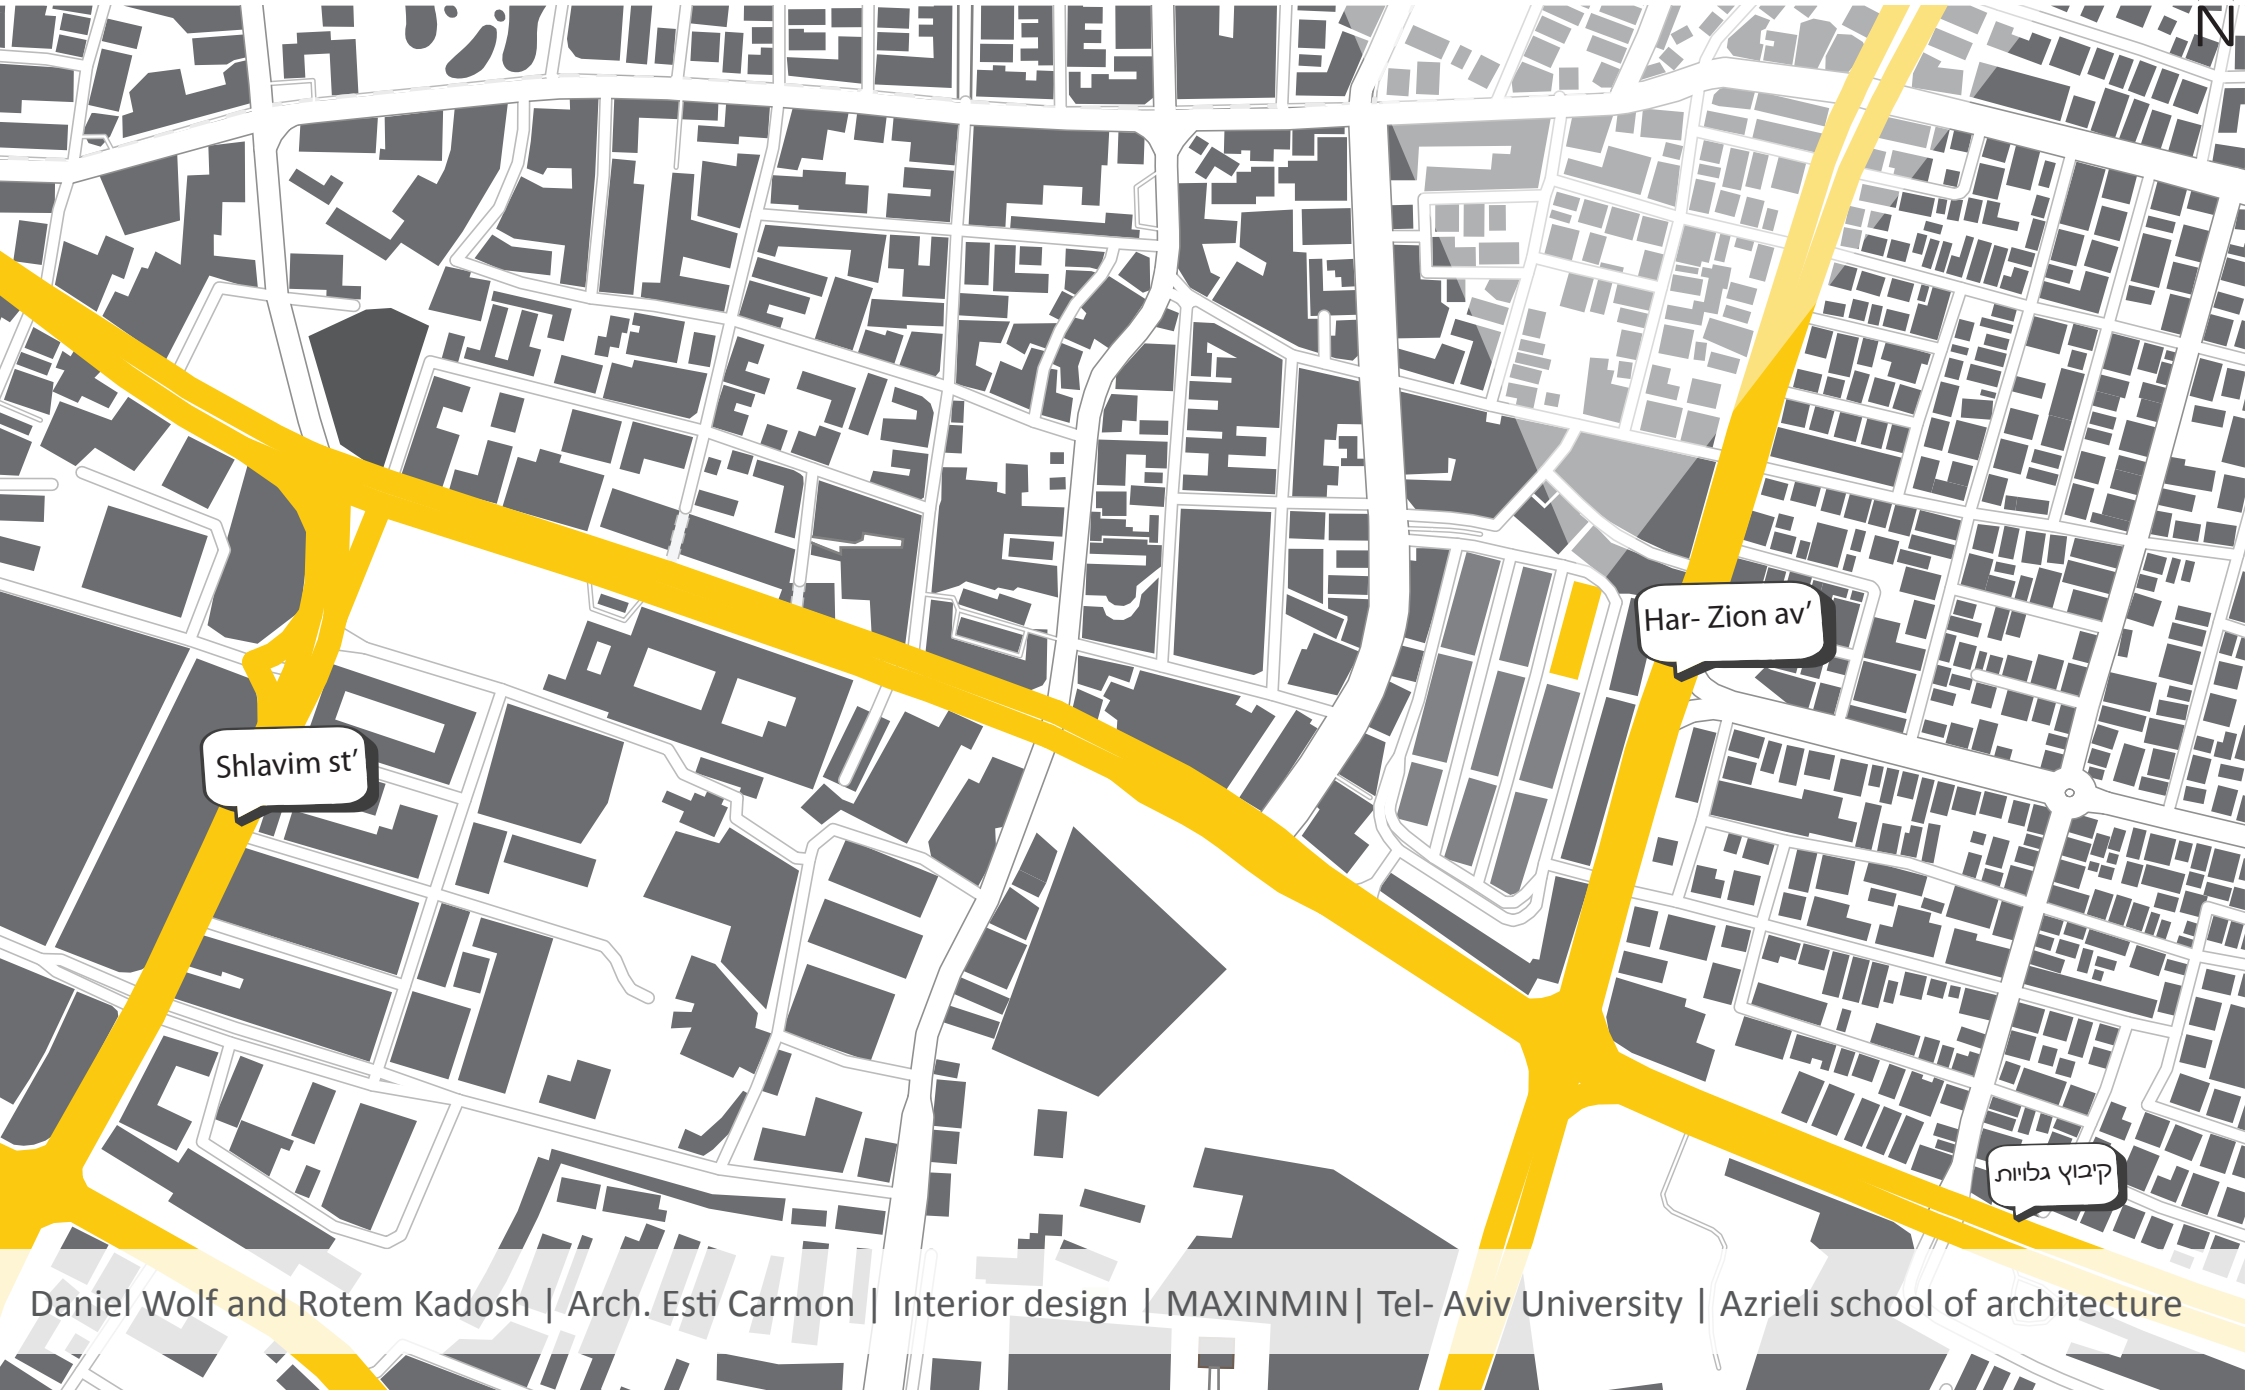 N
Har- Zion av’
Shlavim st’
קיבוץ גלויות
Daniel Wolf and Rotem Kadosh | Arch. Esti Carmon | Interior design | MAXINMIN| Tel- Aviv University | Azrieli school of architecture